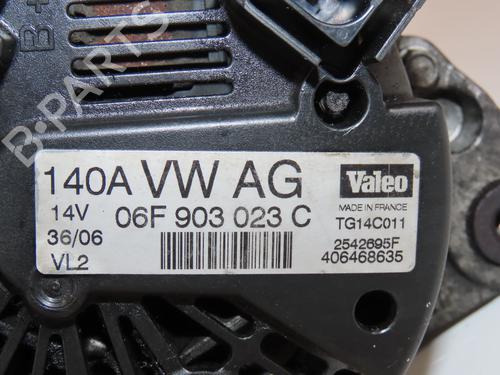 B+
B-PARTS
140A VW AG
Valeo
14V
06F 903 023 C
MADE IN FRANCE
TG14C011
36/06
2542695F
VL2
406468635